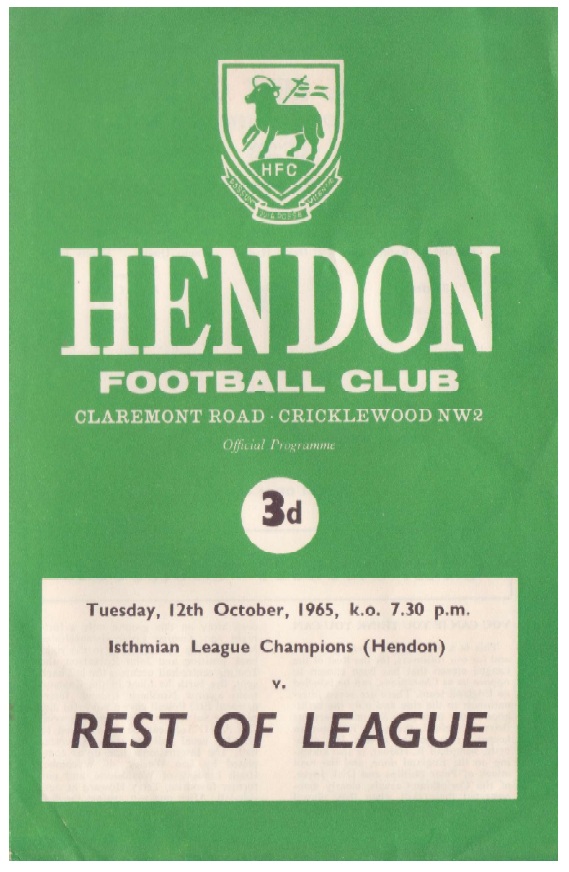 HFC
HENDON
FOOTBALL CLUB
CLAREMONT ROAD · CRICKLEWOOD NW2
Official Programme
3d
Tuesday, 12th October, 1965, k.o. 7.30 p.m.
Isthmian League Champions (Hendon)
v.
REST OF LEAGUE